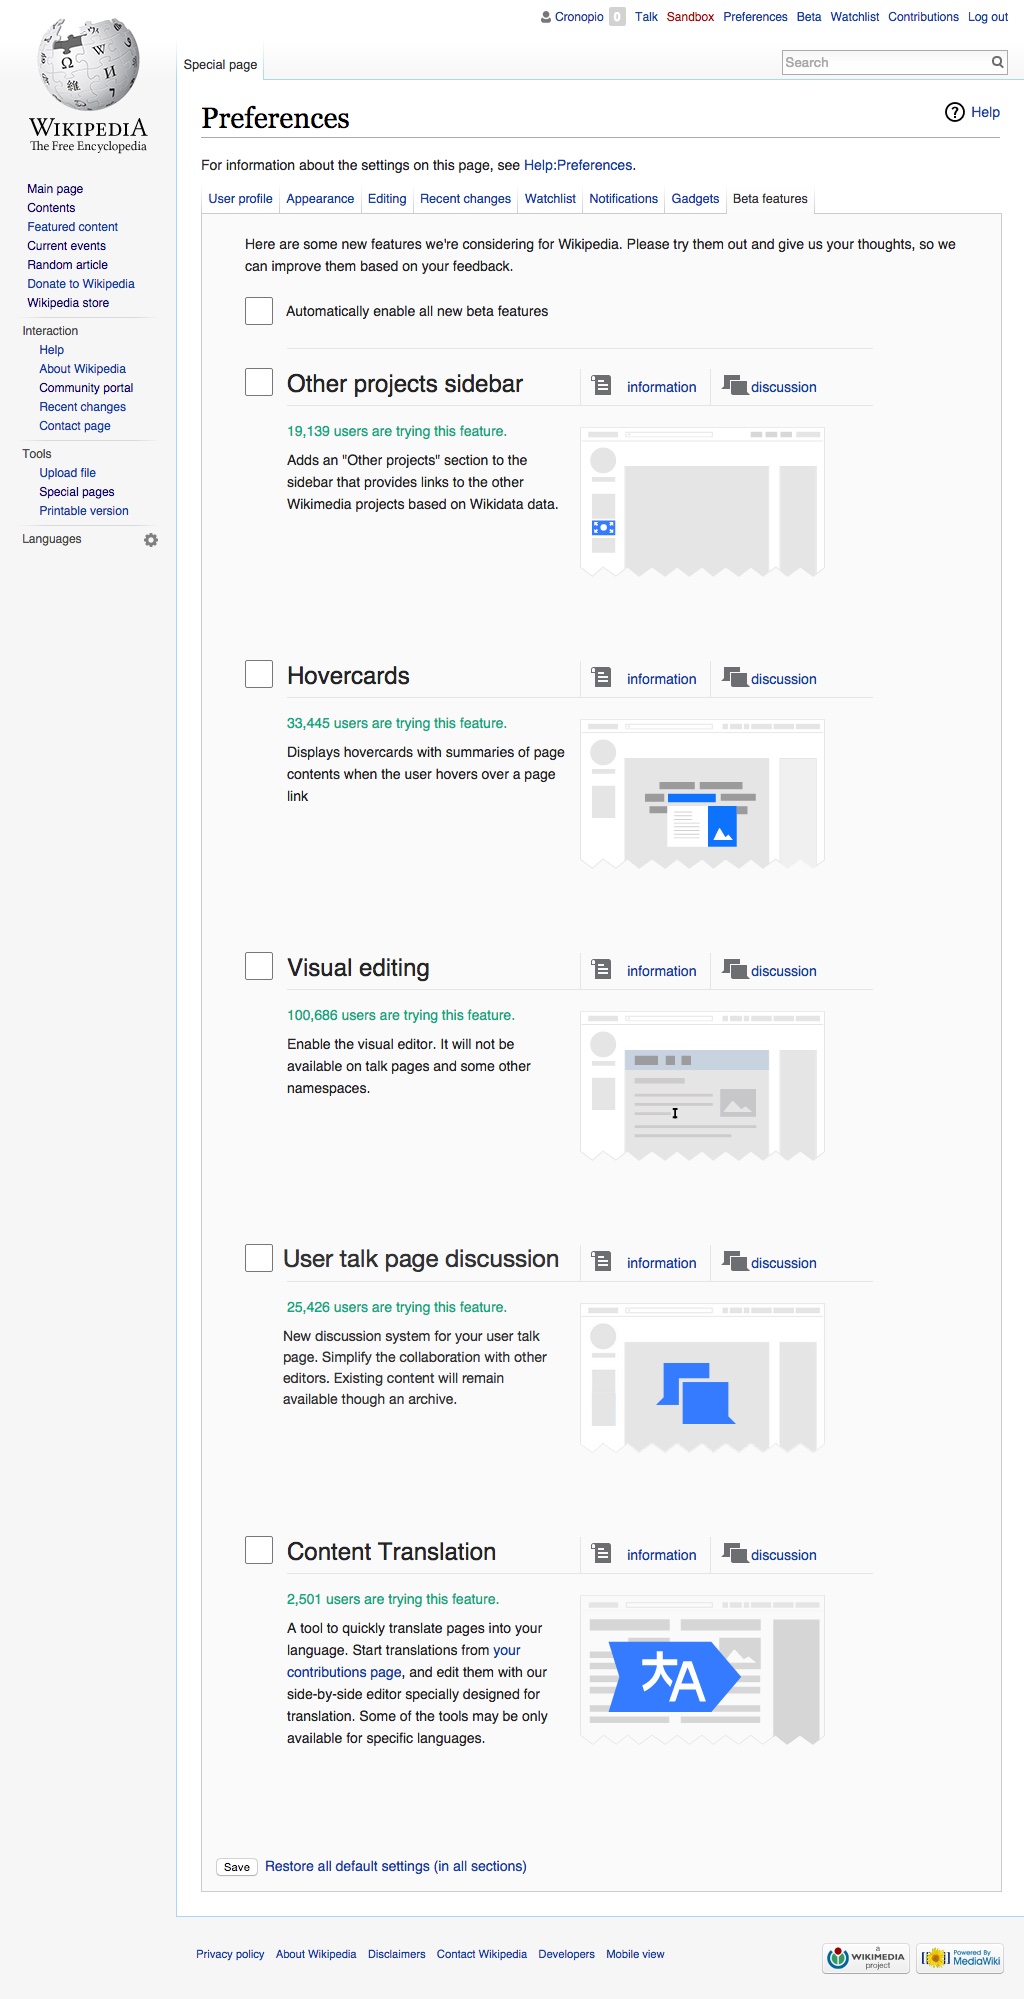 Cronopio 0 Talk Sandbox Preferences Beta Watchlist Contributions Log out
Special page
Search
WIKIPEDIA
The Free Encyclopedia
Main page
Contents
Featured content
Current events
Random article
Donate to Wikipedia
Wikipedia store
Interaction
Help
About Wikipedia
Community portal
Recent changes
Contact page
Tools
Upload file
Special pages
Printable version
Languages
Preferences
? Help
For information about the settings on this page, see Help:Preferences.
User profile Appearance Editing Recent changes Watchlist Notifications Gadgets Beta features
Here are some new features we're considering for Wikipedia. Please try them out and give us your thoughts, so we
can improve them based on your feedback.
Automatically enable all new beta features
Other projects sidebar information discussion
19,139 users are trying this feature.
Adds an "Other projects" section to the
sidebar that provides links to the other
Wikimedia projects based on Wikidata data.
Hovercards information discussion
33,445 users are trying this feature.
Displays hovercards with summaries of page
contents when the user hovers over a page
link
Visual editing information discussion
100,686 users are trying this feature.
Enable the visual editor. It will not be
available on talk pages and some other
namespaces.
User talk page discussion information discussion
25,426 users are trying this feature.
New discussion system for your user talk
page. Simplify the collaboration with other
editors. Existing content will remain
available though an archive.
Content Translation information discussion
2,501 users are trying this feature.
A tool to quickly translate pages into your
language. Start translations from your
contributions page, and edit them with our
side-by-side editor specially designed for
translation. Some of the tools may be only
available for specific languages.
大A
Save Restore all default settings (in all sections)
Privacy policy About Wikipedia Disclaimers Contact Wikipedia Developers Mobile view
a
WIKIMEDIA
project
Powered By
MediaWiki